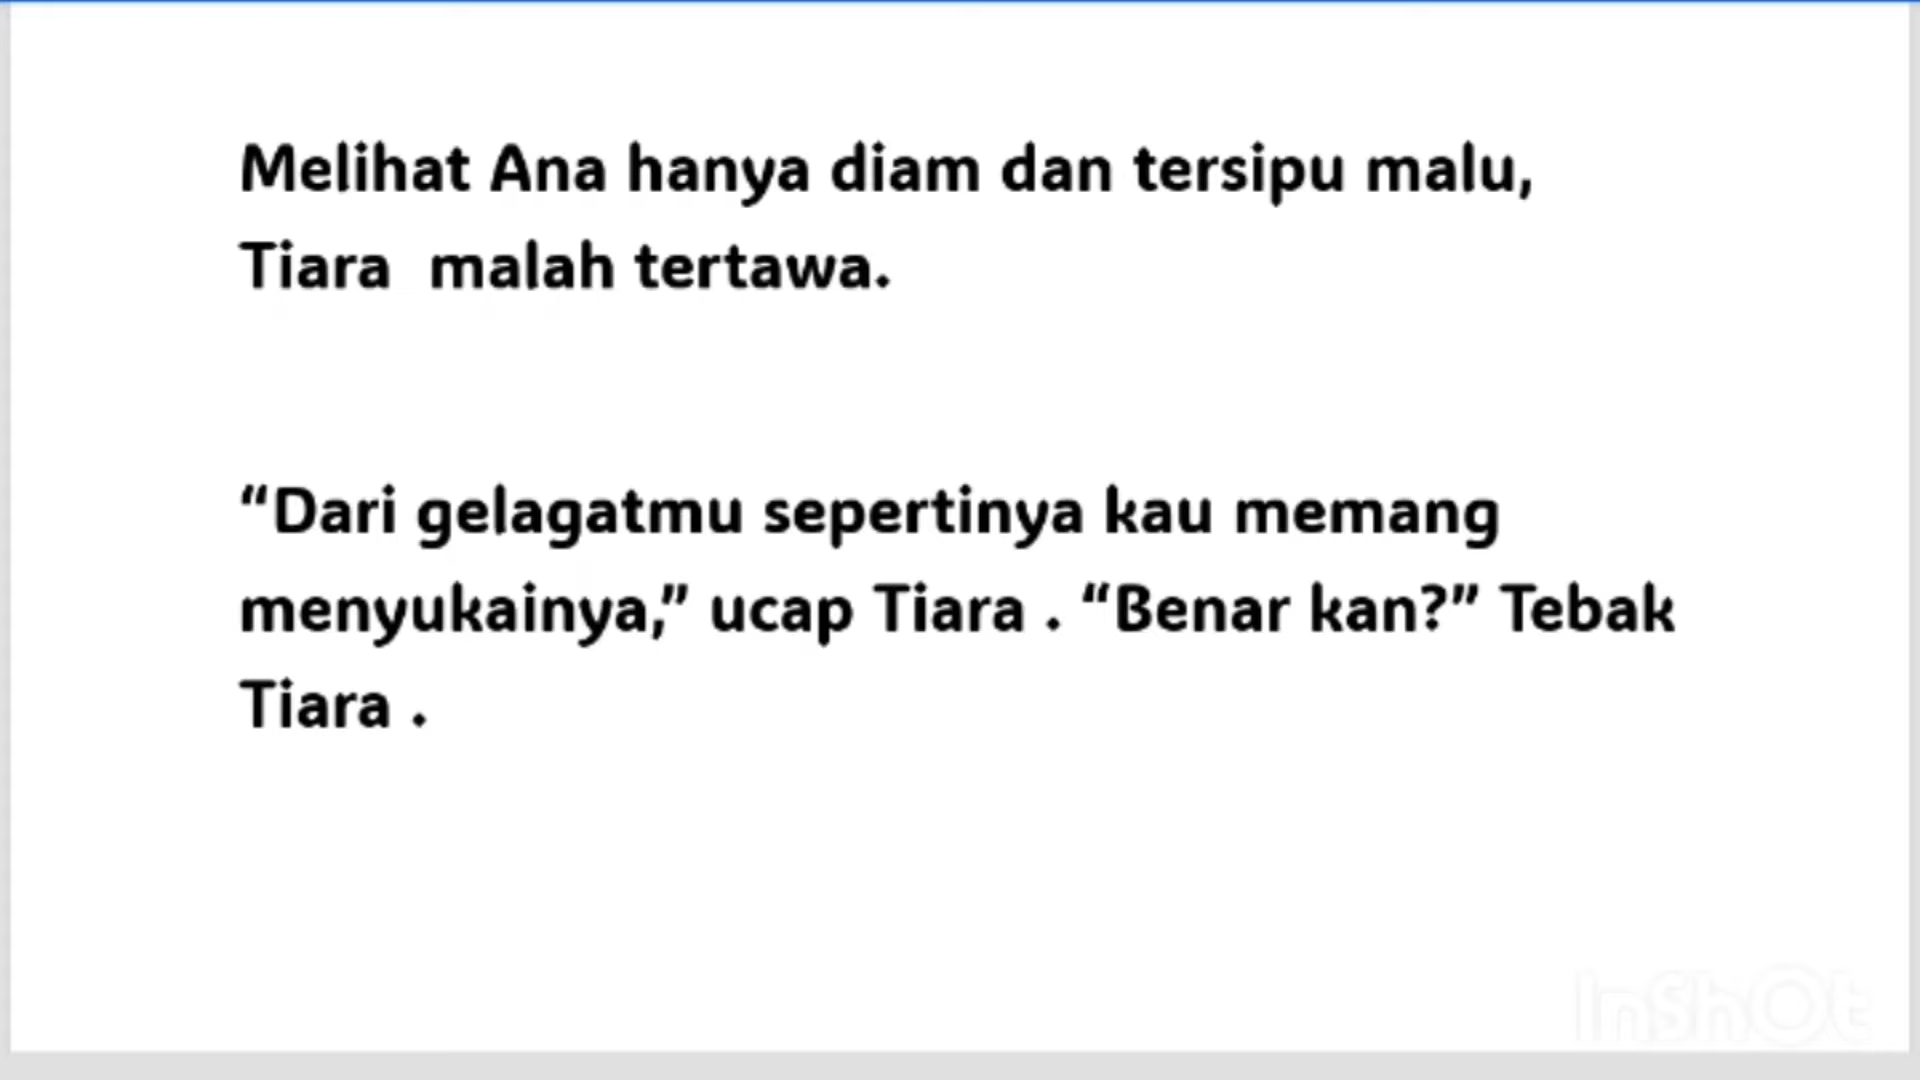 Melihat Ana hanya diam dan tersipu malu,
Tiara  malah tertawa.
“Dari gelagatmu sepertinya kau memang
menyukainya,” ucap Tiara . “Benar kan?” Tebak
Tiara .
InShOt